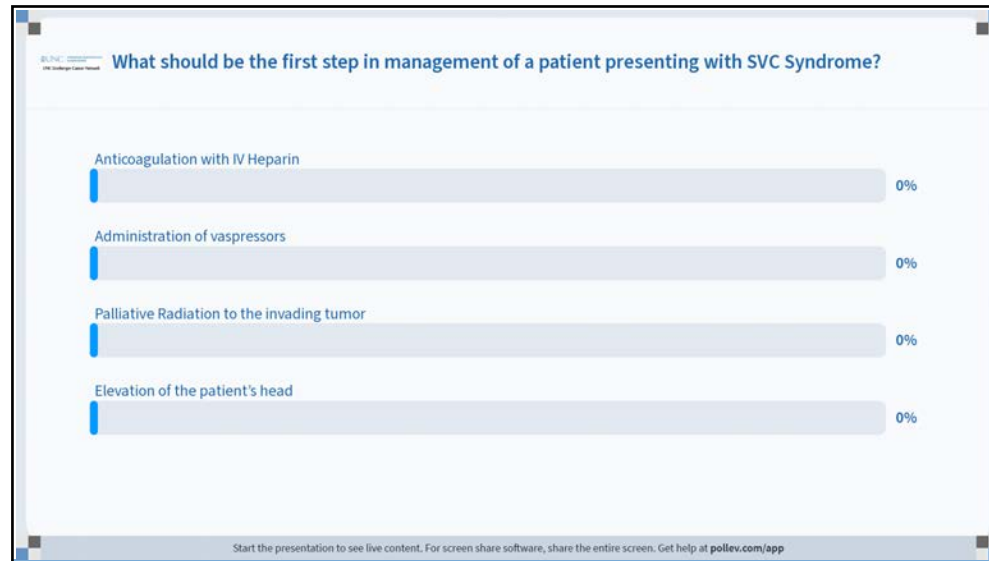 What should be the first step in management of a patient presenting with SVC Syndrome?
Anticoagulation with IV Heparin
0%
Administration of vaspressors
0%
Palliative Radiation to the invading tumor
0%
Elevation of the patient's head
0%
Start the presentation to see live content. For screen share software, share the entire screen. Get help at pollev.com/app